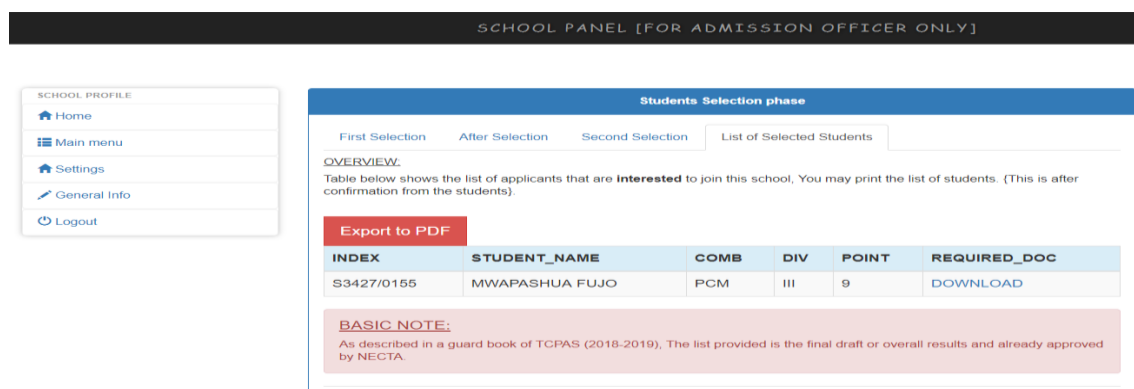 SCHOOL PANEL [FOR ADMISSION OFFICER ONLY]
SCHOOL PROFILE
Home
Main menu
Settings
General Info
Logout
Students Selection phase
First Selection After Selection Second Selection List of Selected Students
OVERVIEW:
Table below shows the list of applicants that are interested to join this school, You may print the list of students. {This is after
confirmation from the students}.
Export to PDF
INDEX STUDENT_NAME COMB DIV POINT REQUIRED_DOC
S3427/0155 MWAPASHUA FUJO PCM III 9 DOWNLOAD
BASIC NOTE:
As described in a guard book of TCPAS (2018-2019), The list provided is the final draft or overall results and already approved
by NECTA.